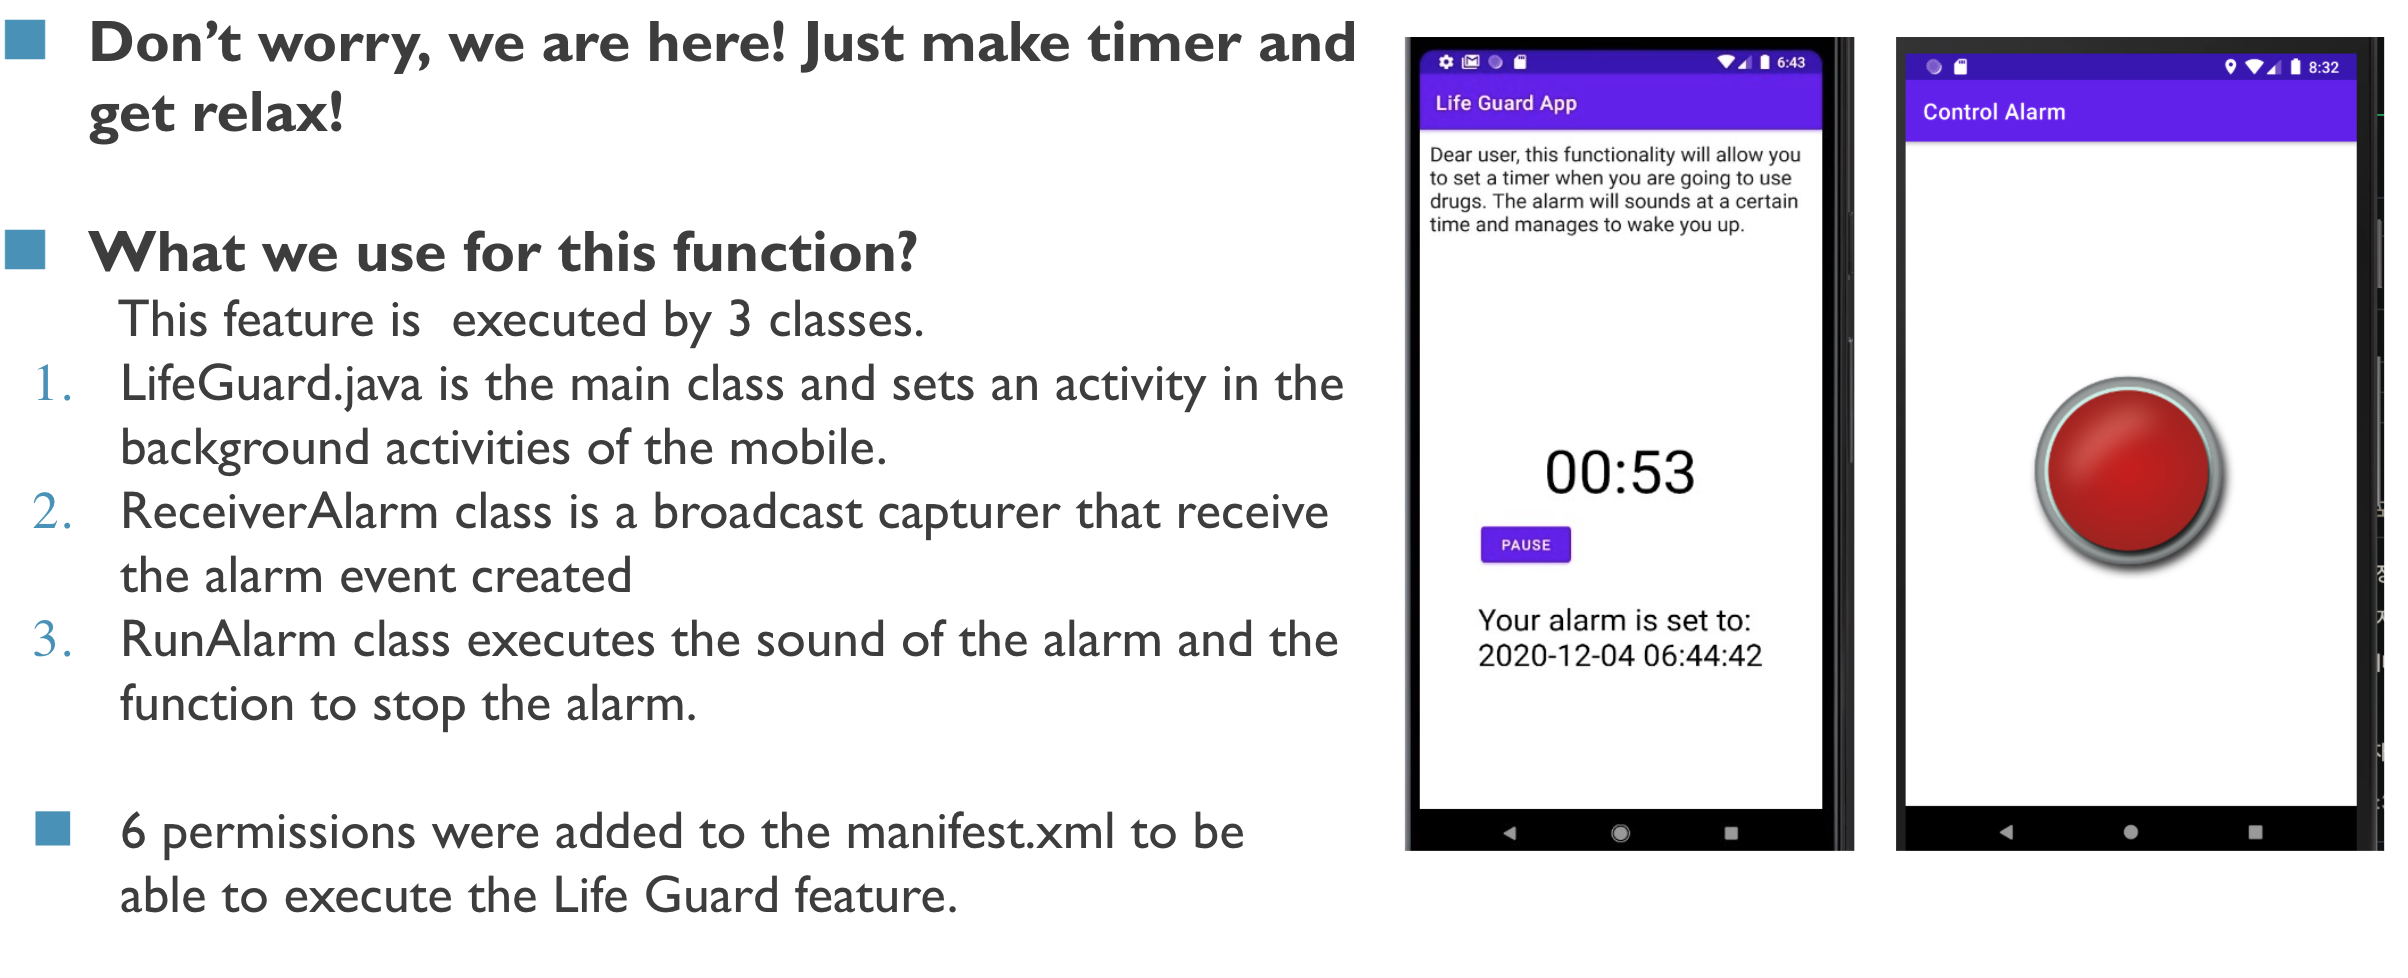 Don’t worry, we are here! Just make timer and
get relax!
What we use for this function?
This feature is executed by 3 classes.
1. LifeGuard.java is the main class and sets an activity in the
background activities of the mobile.
2. ReceiverAlarm class is a broadcast capturer that receive
the alarm event created
3. RunAlarm class executes the sound of the alarm and the
function to stop the alarm.
6 permissions were added to the manifest.xml to be
able to execute the Life Guard feature.
6:43
Life Guard App
Dear user, this functionality will allow you
to set a timer when you are going to use
drugs. The alarm will sounds at a certain
time and manages to wake you up.
00:53
PAUSE
Your alarm is set to:
2020-12-04 06:44:42
8:32
Control Alarm